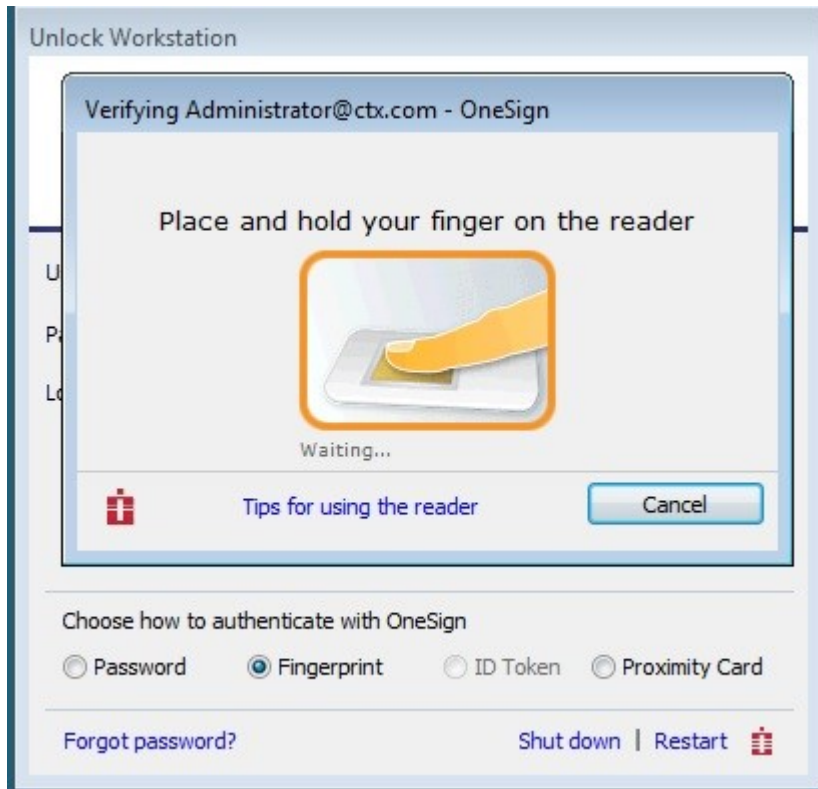 Unlock Workstation
Verifying Administrator@ctx.com - OneSign
Place and hold your finger on the reader
Waiting...
Tips for using the reader
Cancel
Choose how to authenticate with OneSign
Password Fingerprint ID Token Proximity Card
Forgot password? Shut down | Restart